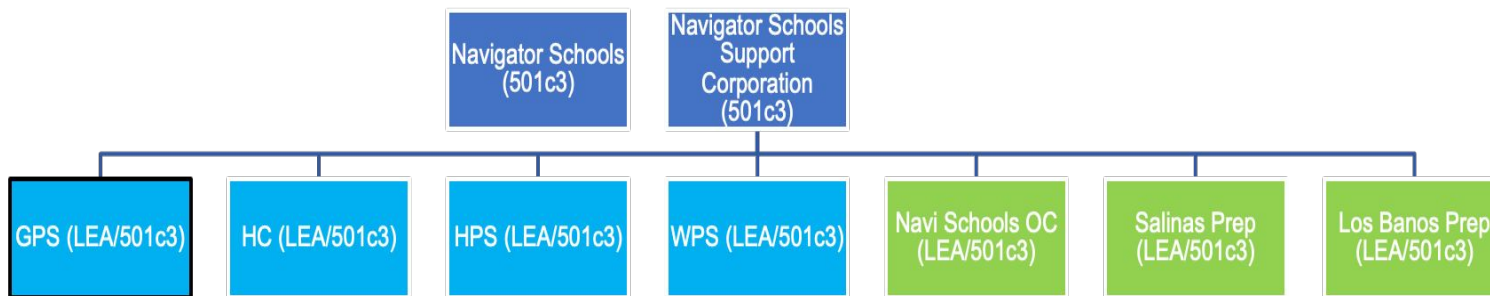 Navigator Schools
(501c3)
Navigator Schools
Support
Corporation
(501c3)
GPS (LEA/501c3)
HC (LEA/501c3)
HPS (LEA/501c3)
WPS (LEA/501c3)
Navi Schools OC
(LEA/501c3)
Salinas Prep
(LEA/501c3)
Los Banos Prep
(LEA/501c3)